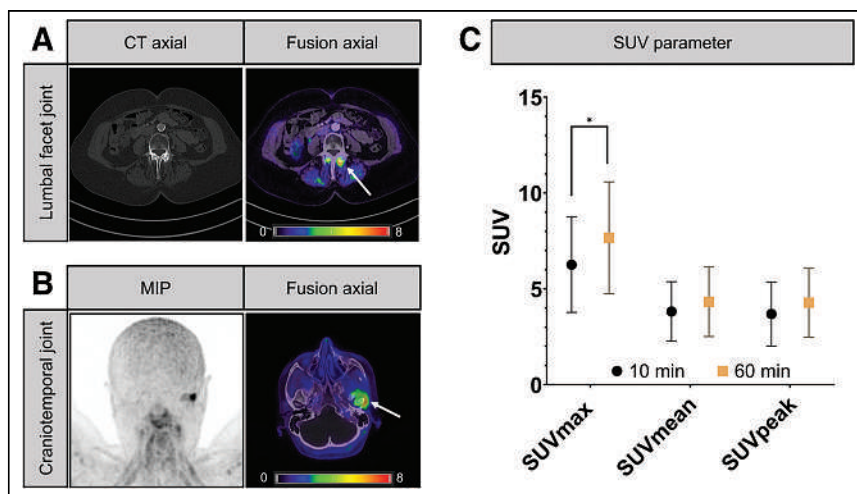 A
CT axial
Fusion axial
Lumbal facet joint
0
8
B
MIP
Fusion axial
Craniotemporal joint
0
8
C
SUV parameter
15
10
5
0
SUV
*
10 min
60 min
SUVmax
SUVmean
SUVpeak